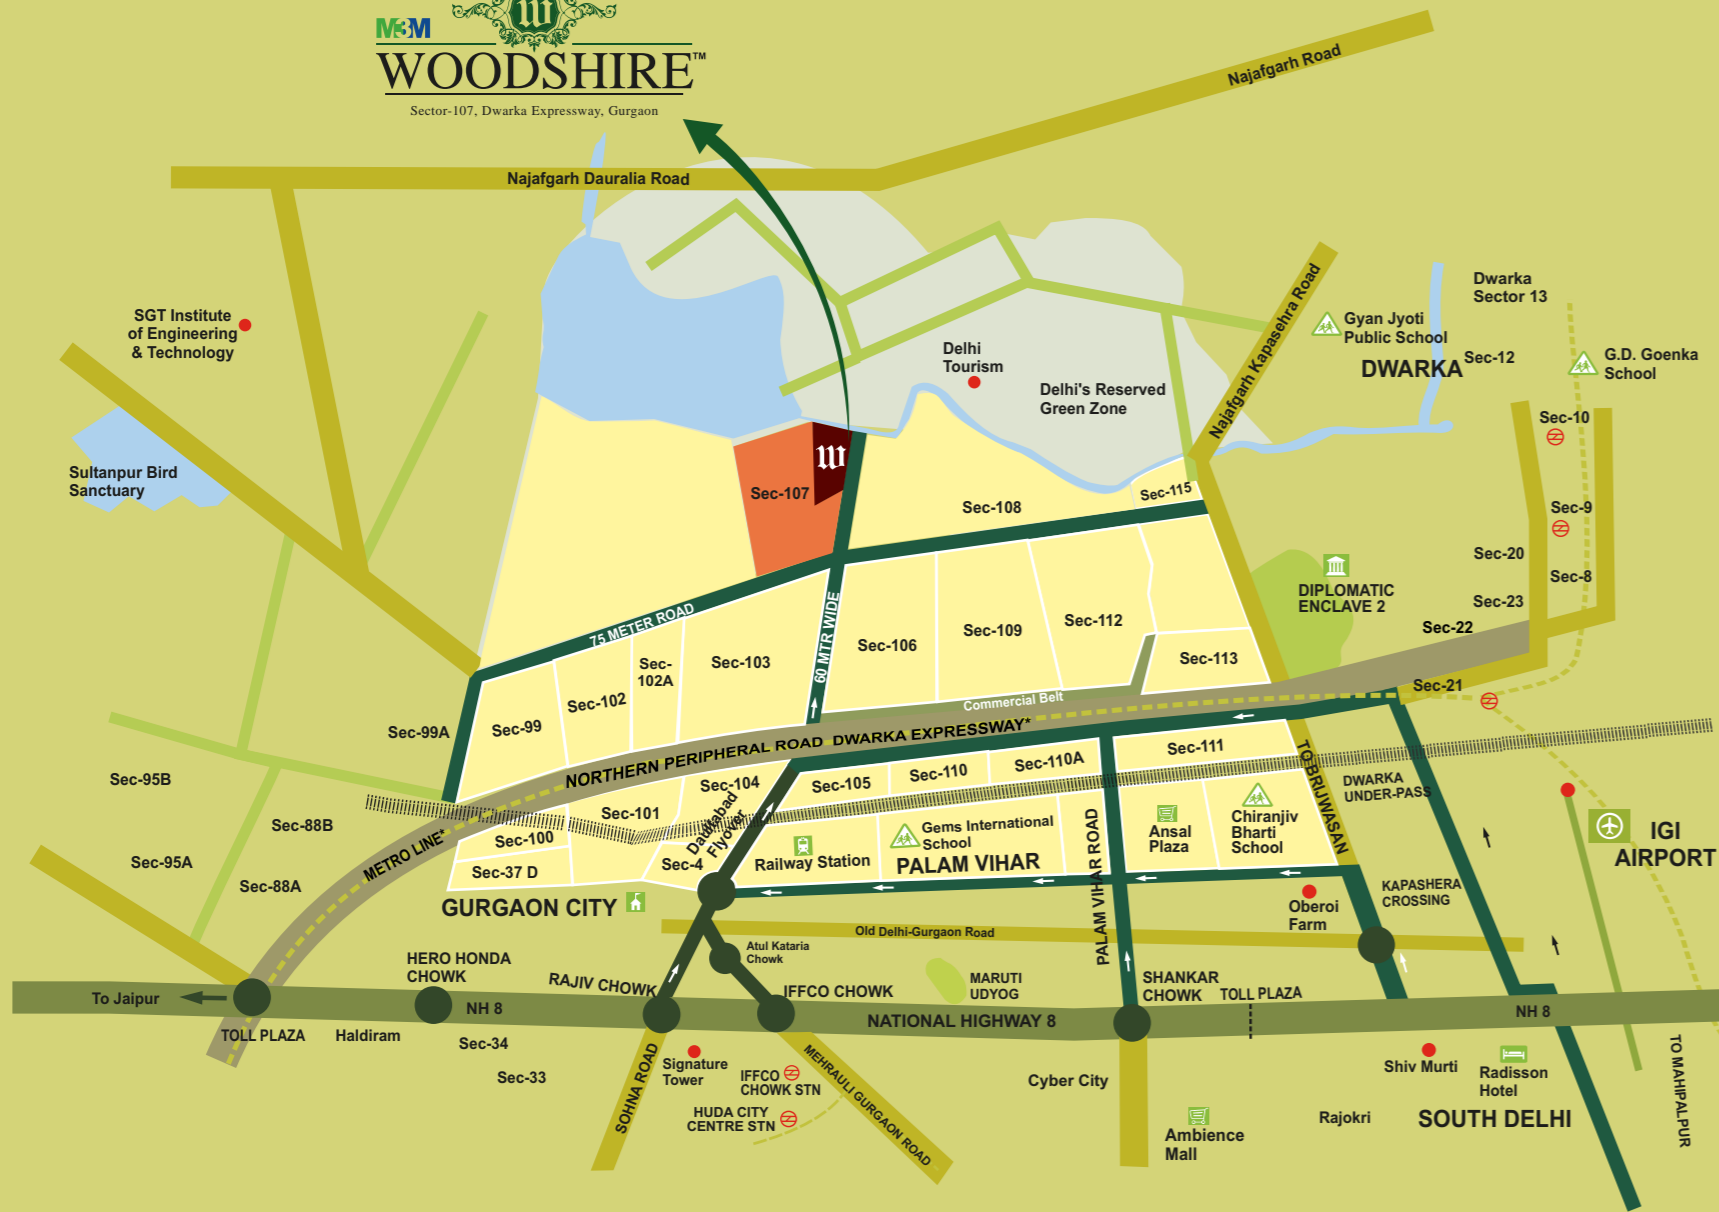 M3M
WOODSHIRE™
Sector-107, Dwarka Expressway, Gurgaon
Najafgarh Road
Najafgarh Dauralia Road
Najafgarh Kapasehra Road
Dwarka
Sector 13
Gyan Jyoti
Public School
DWARKA
Sec-12
G.D. Goenka
School
SGT Institute
of Engineering
& Technology
Delhi
Tourism
Delhi's Reserved
Green Zone
Sec-10
Sultanpur Bird
Sanctuary
Sec-107
Sec-108
Sec-115
Sec-9
Sec-20
Sec-8
DIPLOMATIC
ENCLAVE 2
Sec-23
Sec-22
75 METER ROAD
60 MTR WIDE
Sec-106
Sec-109
Sec-112
Sec-113
Sec-103
Sec-
102A
Sec-102
Sec-99
Sec-99A
Sec-21
Commercial Belt
NORTHERN PERIPHERAL ROAD DWARKA EXPRESSWAY*
Sec-111
Sec-110A
Sec-110
Sec-105
Sec-104
Sec-101
Sec-100
Sec-37 D
Sec-4
Daultabad
Flyover
TO BRIJWASAN
DWARKA
UNDER-PASS
Sec-95B
Sec-88B
Sec-95A
Sec-88A
METRO LINE*
Railway Station
Gems International
School
PALAM VIHAR
PALAM VIHAR ROAD
Ansal
Plaza
Chiranjiv
Bharti
School
IGI
AIRPORT
GURGAON CITY
Oberoi
Farm
KAPASHERA
CROSSING
Old Delhi-Gurgaon Road
Atul Kataria
Chowk
HERO HONDA
CHOWK
RAJIV CHOWK
IFFCO CHOWK
MARUTI
UDYOG
SHANKAR
CHOWK
TOLL PLAZA
To Jaipur
NH 8
NATIONAL HIGHWAY 8
NH 8
TOLL PLAZA
Haldiram
Sec-34
Sec-33
SOHNA ROAD
Signature
Tower
IFFCO
CHOWK STN
HUDA CITY
CENTRE STN
MEHRAULI GURGAON ROAD
Cyber City
Ambience
Mall
Shiv Murti
Radisson
Hotel
Rajokri
SOUTH DELHI
TO MAHIPALPUR